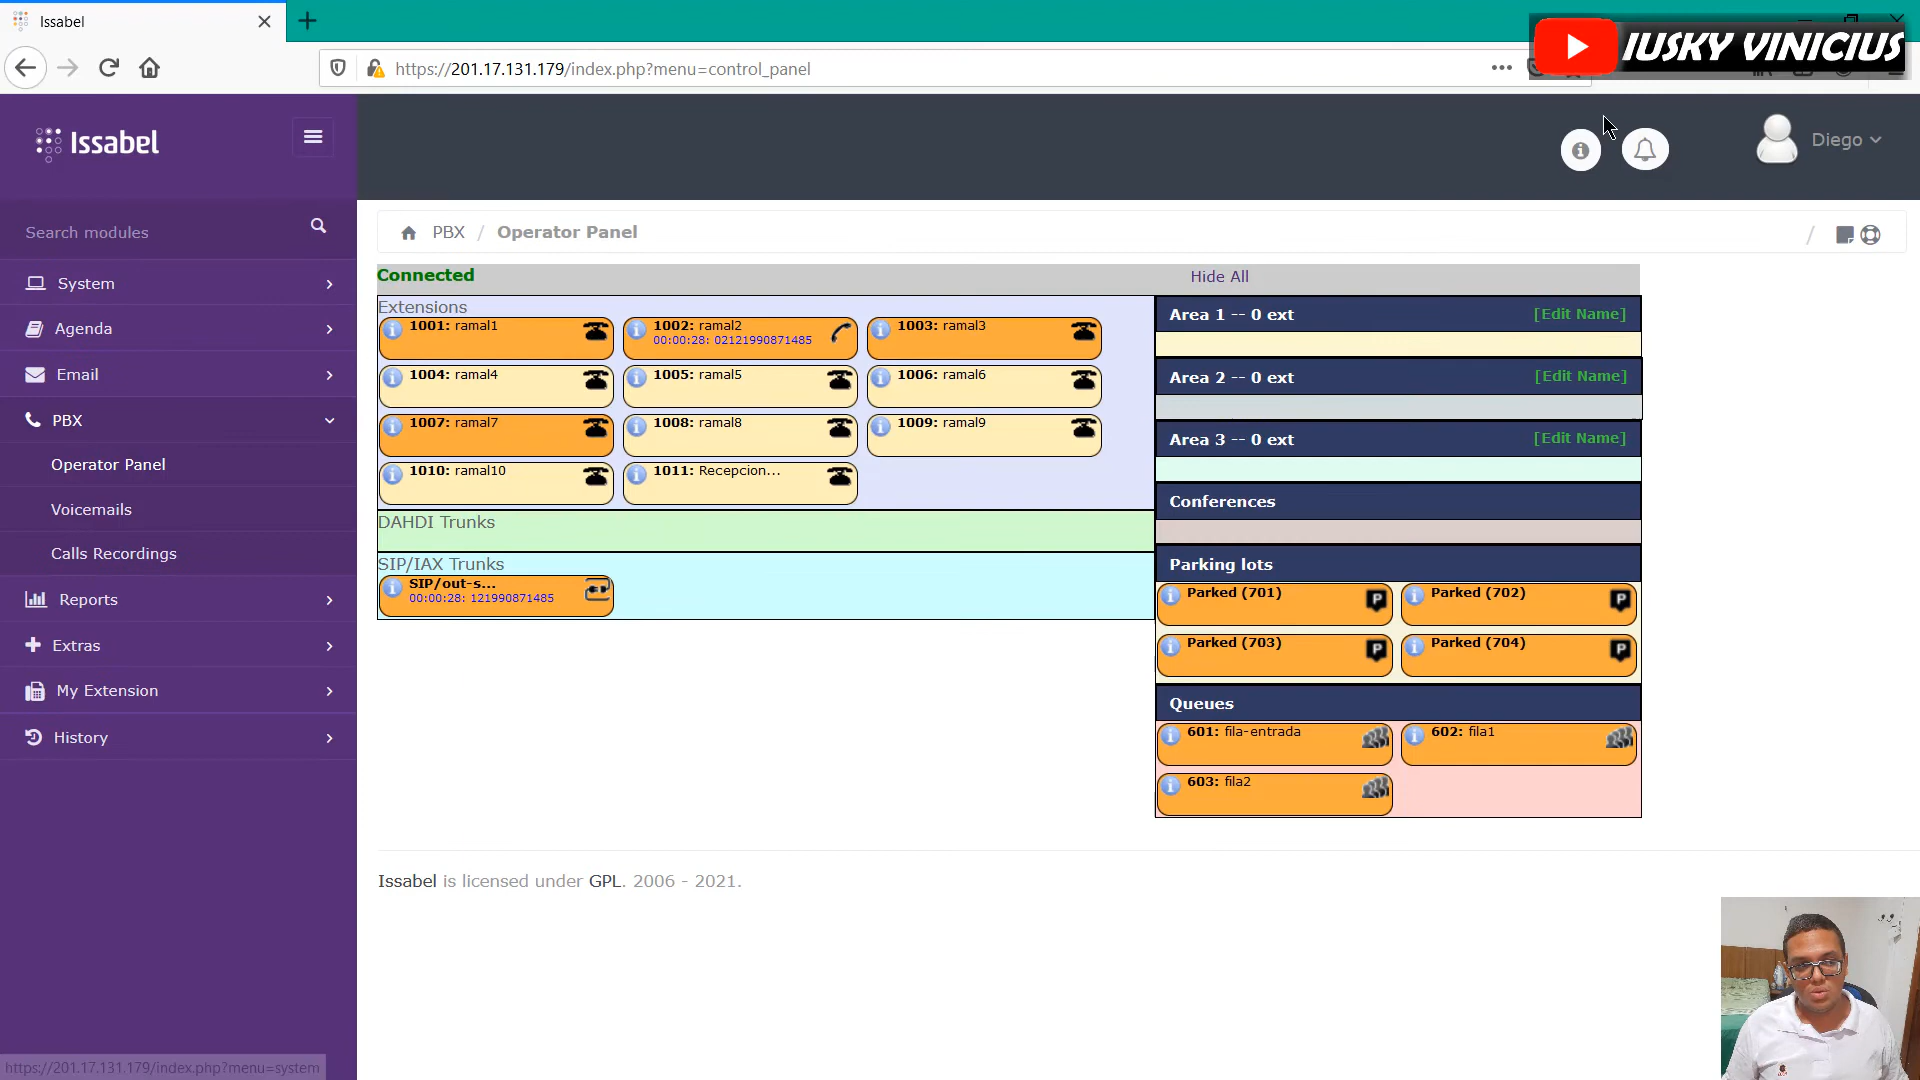 Issabel
IUSKY VINICIUS
https://201.17.131.179/index.php?menu=control_panel
Issabel
Diego
Search modules
System
Agenda
Email
PBX
Operator Panel
Voicemails
Calls Recordings
Reports
Extras
My Extension
History
PBX / Operator Panel /
Connected
Hide All
Extensions
1001: ramal1
1002: ramal2
00:00:28: 02121990871485
1003: ramal3
1004: ramal4
1005: ramal5
1006: ramal6
1007: ramal7
1008: ramal8
1009: ramal9
1010: ramal10
1011: Recepcion...
DAHDI Trunks
SIP/IAX Trunks
SIP/out-s...
00:00:28: 121990871485
Area 1 -- 0 ext [Edit Name]
Area 2 -- 0 ext [Edit Name]
Area 3 -- 0 ext [Edit Name]
Conferences
Parking lots
Parked (701)
Parked (702)
Parked (703)
Parked (704)
Queues
601: fila-entrada
602: fila1
603: fila2
Issabel is licensed under GPL. 2006 - 2021.
https://201.17.131.179/index.php?menu=system